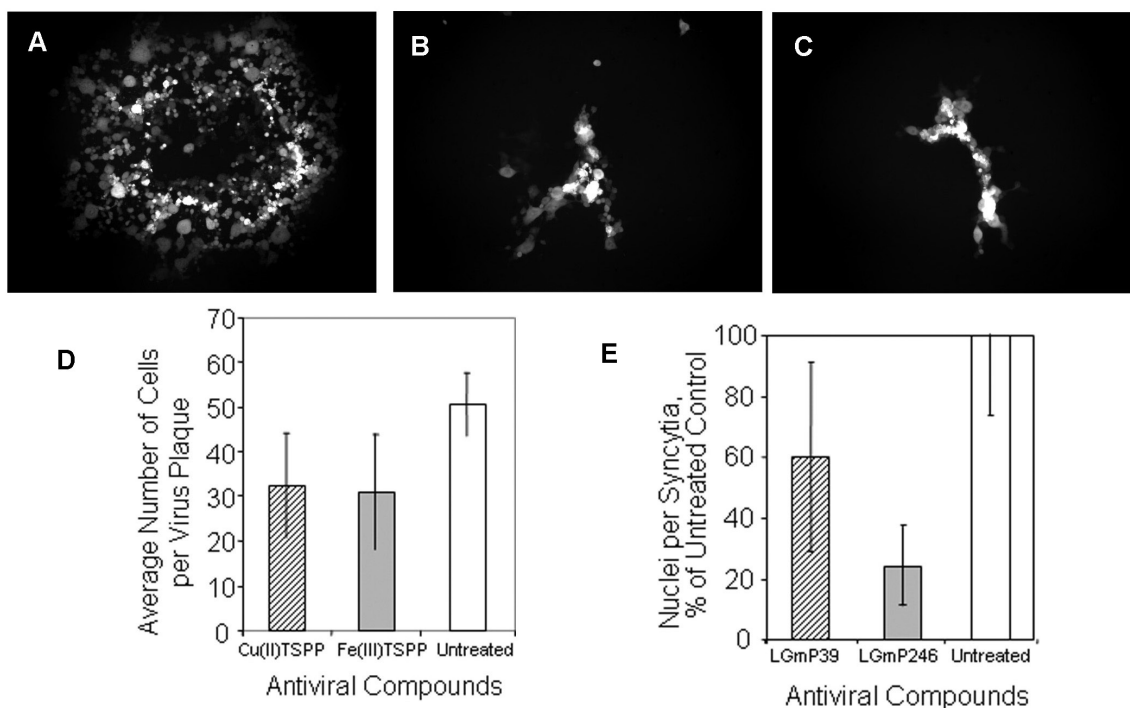 A
B
C
D
Average Number of Cells
per Virus Plaque
70
60
50
40
30
20
10
0
Cu(II)TSPP Fe(III)TSPP Untreated
Antiviral Compounds
E
Nuclei per Syncytia,
% of Untreated Control
100
80
60
40
20
0
LGmP39 LGmP246 Untreated
Antiviral Compounds